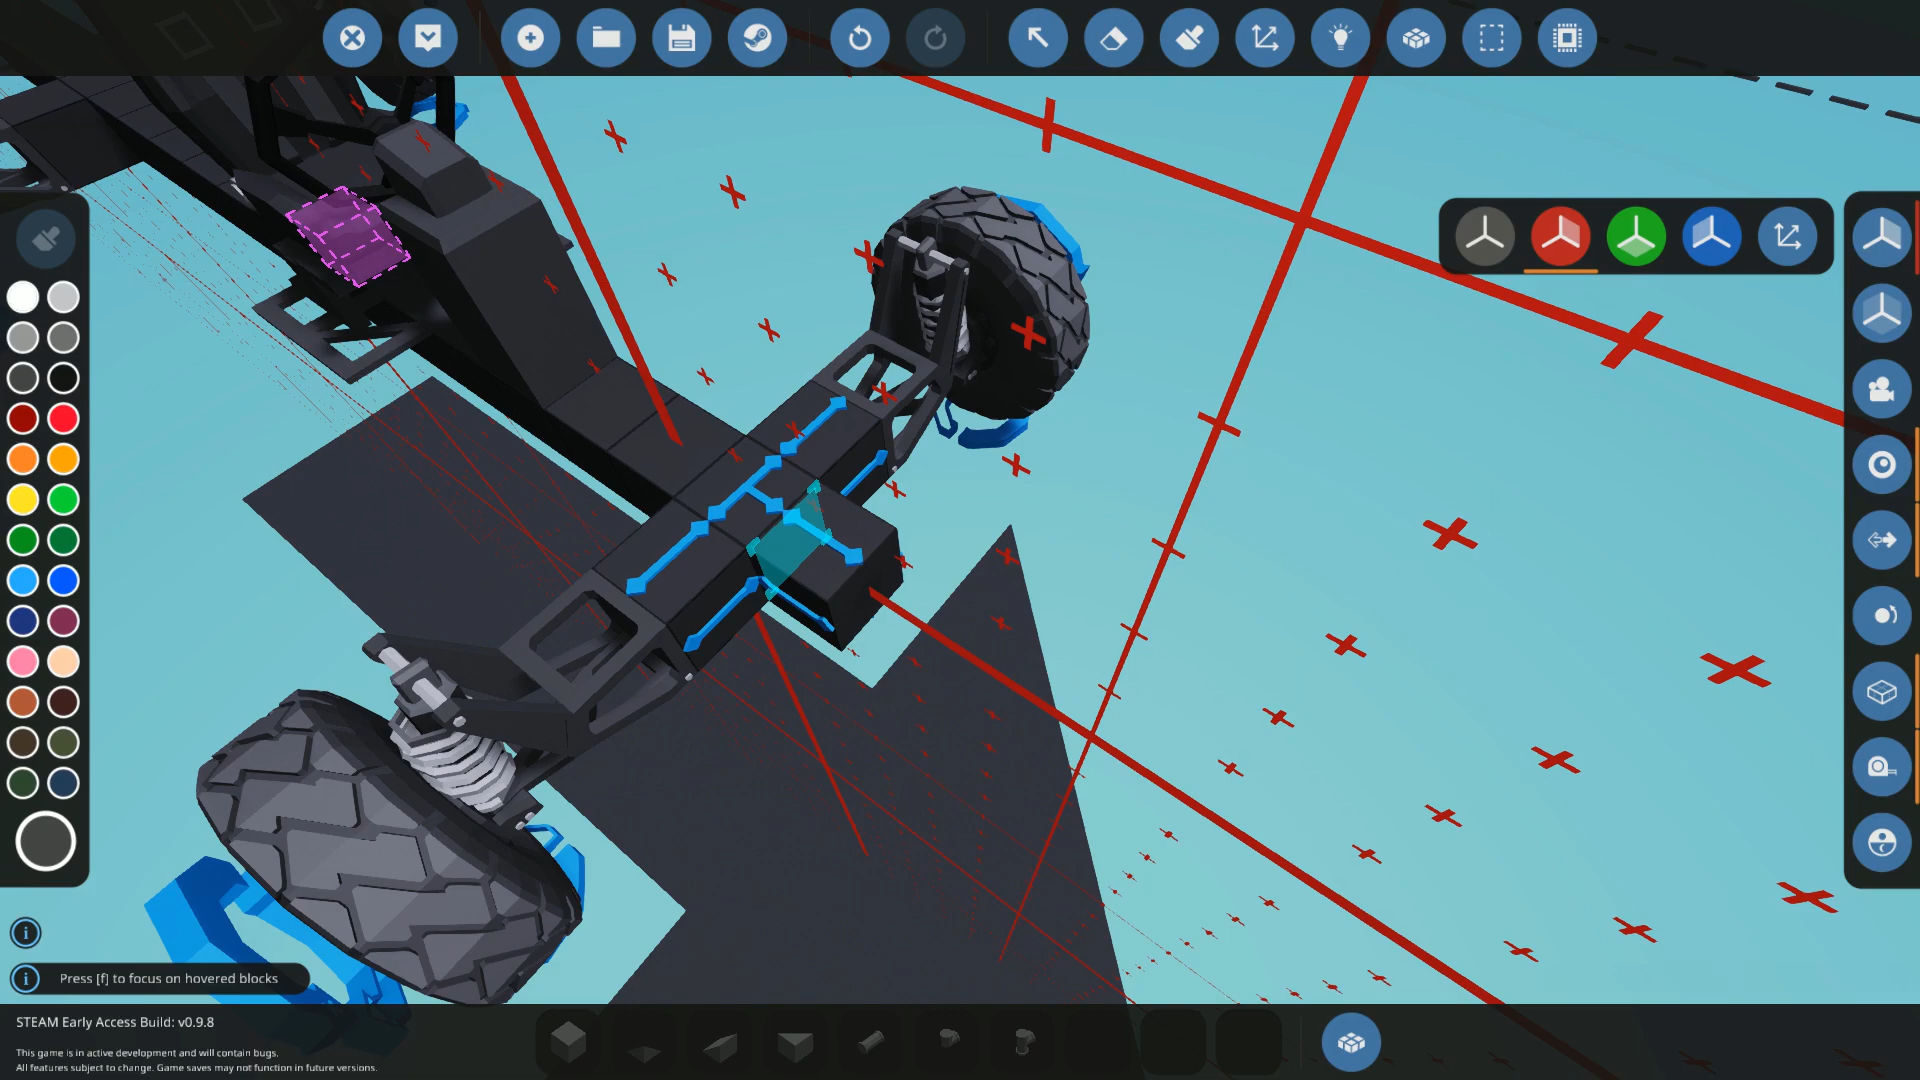 Press [f] to focus on hovered blocks
STEAM Early Access Build: v0.9.8
This game is in active development and will contain bugs.
All features subject to change. Game saves may not function in future versions.